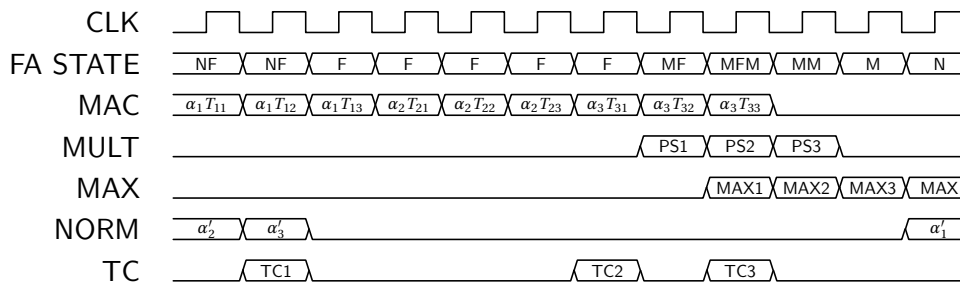 CLK
FA STATE NF NF F F F F F MF MFM MM M N
MAC α₁T₁₁ α₁T₁₂ α₁T₁₃ α₂T₂₁ α₂T₂₂ α₂T₂₃ α₃T₃₁ α₃T₃₂ α₃T₃₃
MULT PS1 PS2 PS3
MAX MAX1 MAX2 MAX3 MAX
NORM α′₂ α′₃ α′₁
TC TC1 TC2 TC3